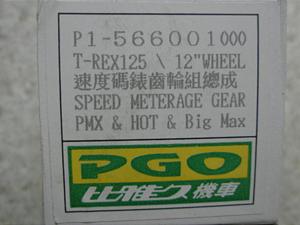 P1-566001000
T-REX125 \ 12"WHEEL
速度碼錶齒輪組總成
SPEED METERAGE GEAR
PMX & HOT & Big Max
PGO
比雅久機車